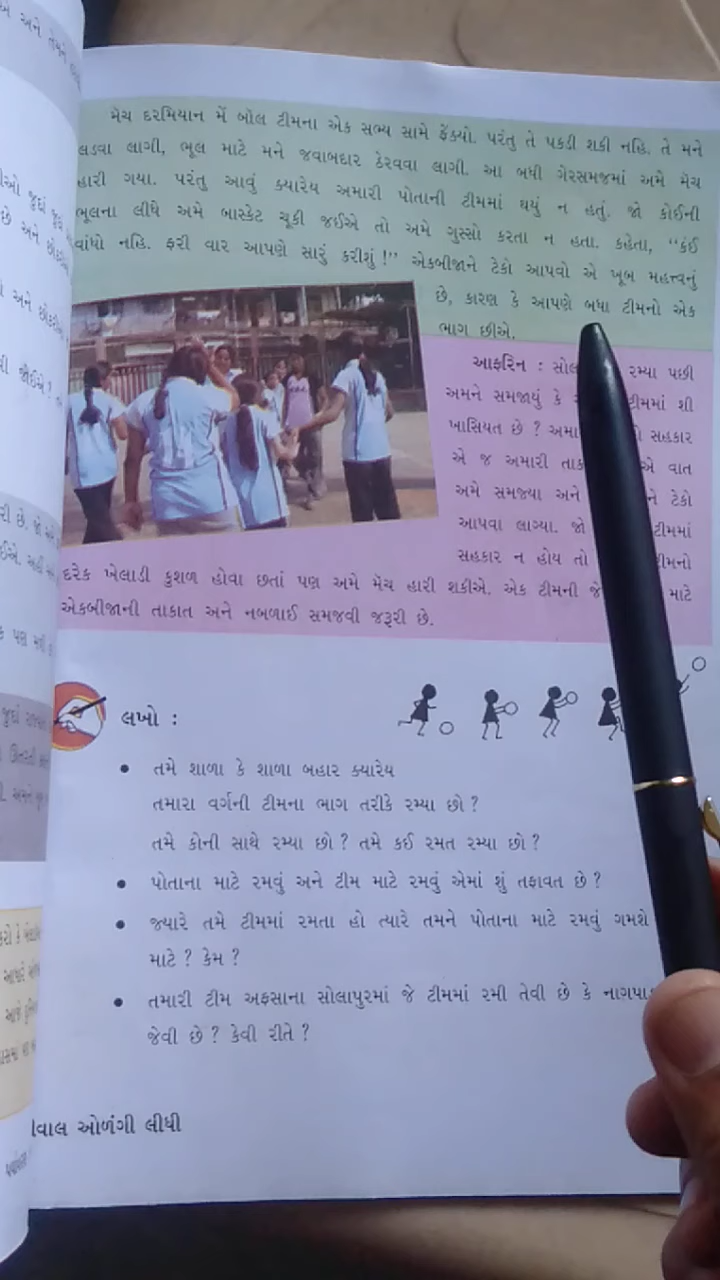 મૅચ દરમિયાન મેં બૉલ ટીમના એક સભ્ય સામે ફેંક્યો. પરંતુ તે પકડી શકી નહિ. તે મને
લડવા લાગી, ભૂલ માટે મને જવાબદાર ઠેરવવા લાગી. આ બધી ગેરસમજમાં અમે મૅચ
હારી ગયા. પરંતુ આવું ક્યારેય અમારી પોતાની ટીમમાં થયું ન હતું. જો કોઈની
ભૂલના લીધે અમે બાસ્કેટ ચૂકી જઈએ તો અમે ગુસ્સો કરતા ન હતા. કહેતા, “કંઈ
વાંધો નહિ. ફરી વાર આપણે સારું કરીશું !” એકબીજાને ટેકો આપવો એ ખૂબ મહત્ત્વનું
છે, કારણ કે આપણે બધા ટીમનો એક
ભાગ છીએ.
આફરિન : રમ્યા પછી
અમને સમજાયું કે ટીમમાં શી
ખાસિયત છે ? સહકાર
એ જ અમારી વાત
અમે સમજ્યા અને ટેકો
આપવા લાગ્યા. જો ટીમમાં
સહકાર ન હોય તો
દરેક ખેલાડી કુશળ હોવા છતાં પણ અમે મૅચ હારી શકીએ. એક ટીમની માટે
એકબીજાની તાકાત અને નબળાઈ સમજવી જરૂરી છે.
લખો :
• તમે શાળા કે શાળા બહાર ક્યારેય
તમારા વર્ગની ટીમના ભાગ તરીકે રમ્યા છો ?
તમે કોની સાથે રમ્યા છો ? તમે કઈ રમત રમ્યા છો ?
• પોતાના માટે રમવું અને ટીમ માટે રમવું એમાં શું તફાવત છે ?
• જ્યારે તમે ટીમમાં રમતા હો ત્યારે તમને પોતાના માટે રમવું ગમશે
માટે ? કેમ ?
• તમારી ટીમ અફસાના સોલાપુરમાં જે ટીમમાં રમી તેવી છે કે
જેવી છે ? કેવી રીતે ?
ઓળંગી લીધી